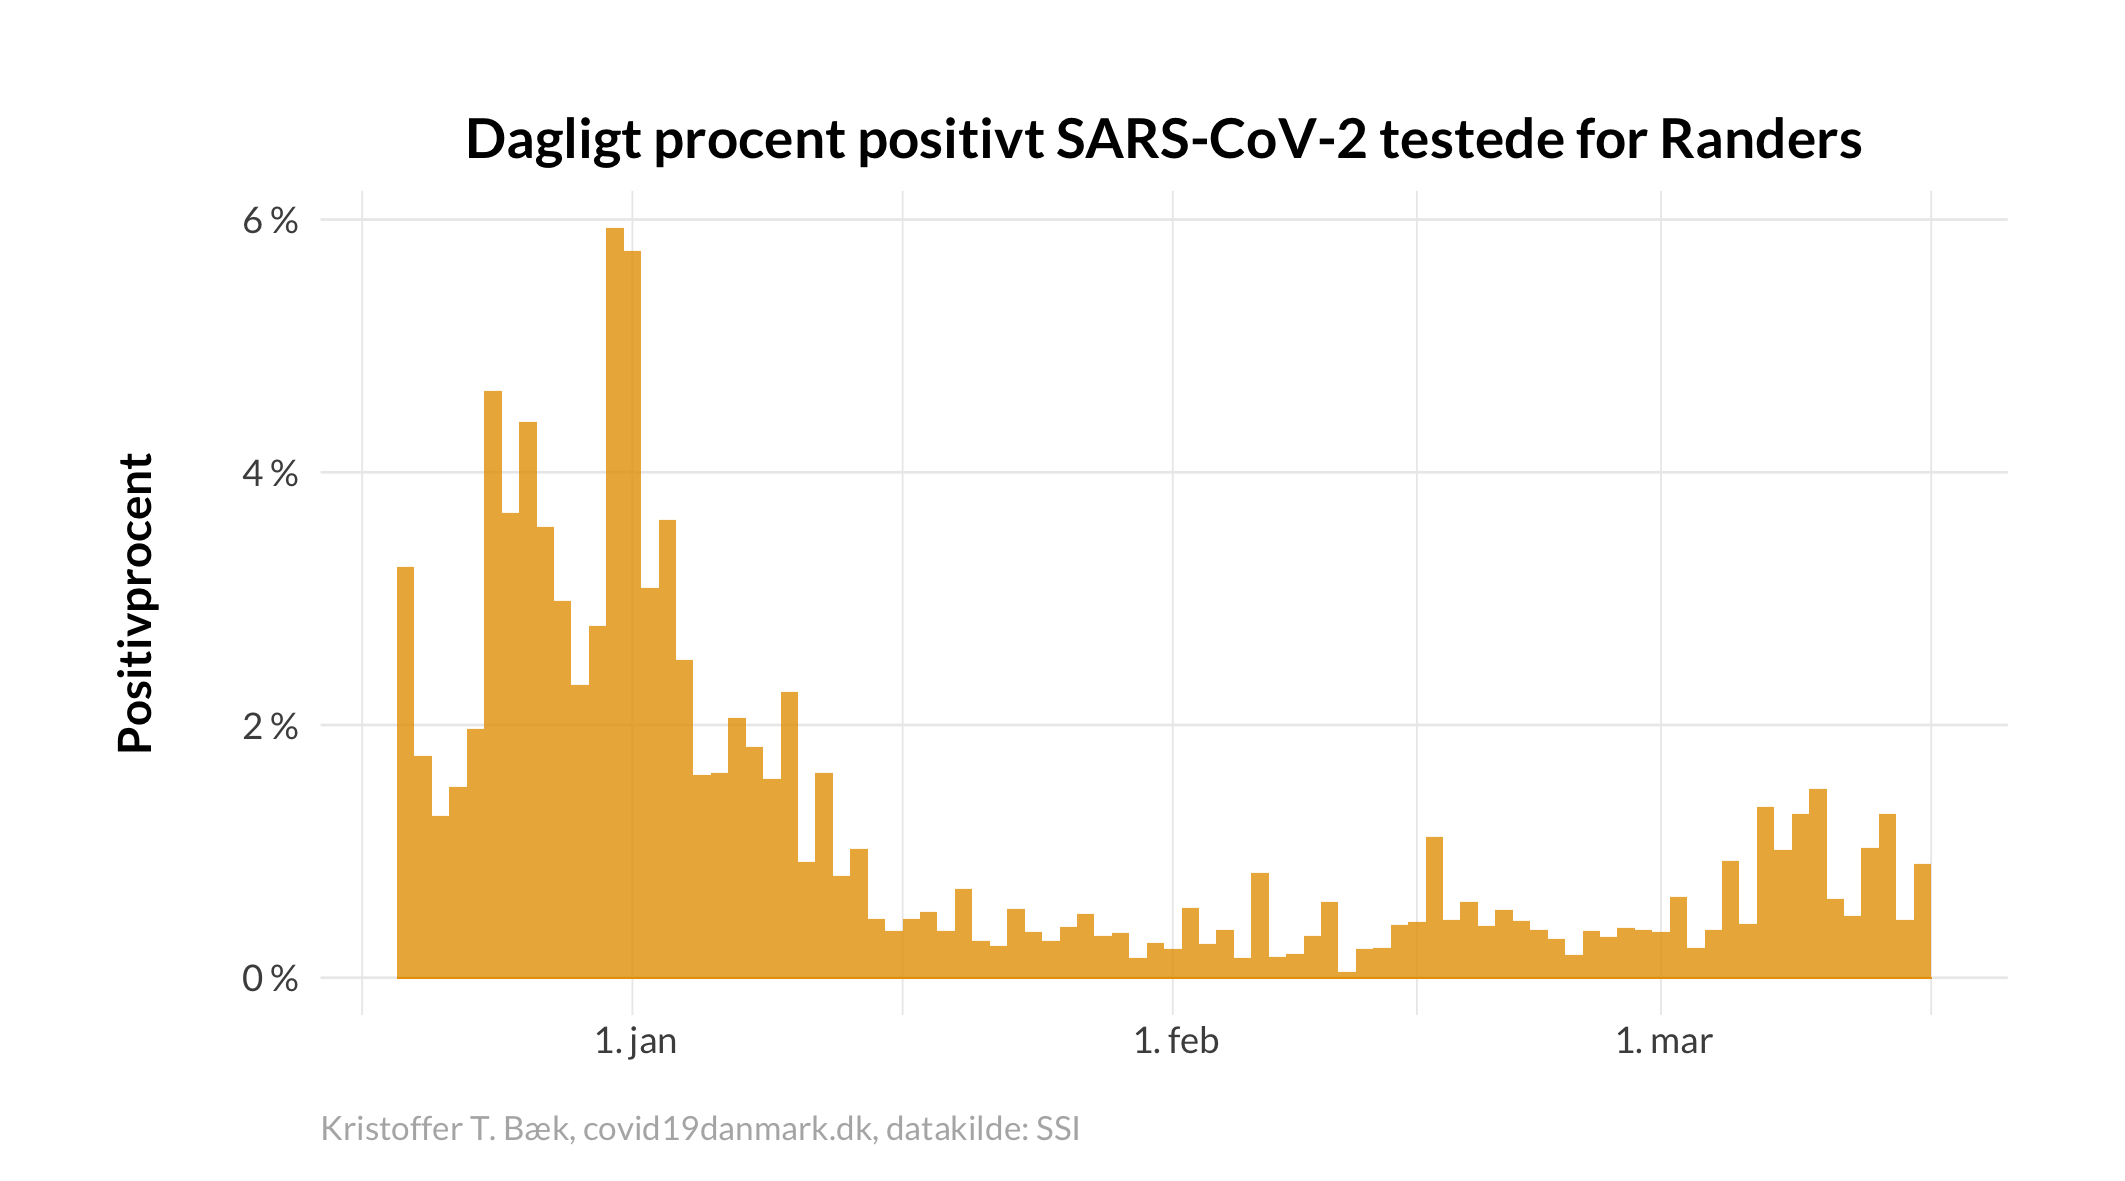 Dagligt procent positivt SARS-CoV-2 testede for Randers
Positivprocent
6 %
4 %
2 %
0 %
1. jan
1. feb
1. mar
Kristoffer T. Bæk, covid19danmark.dk, datakilde: SSI